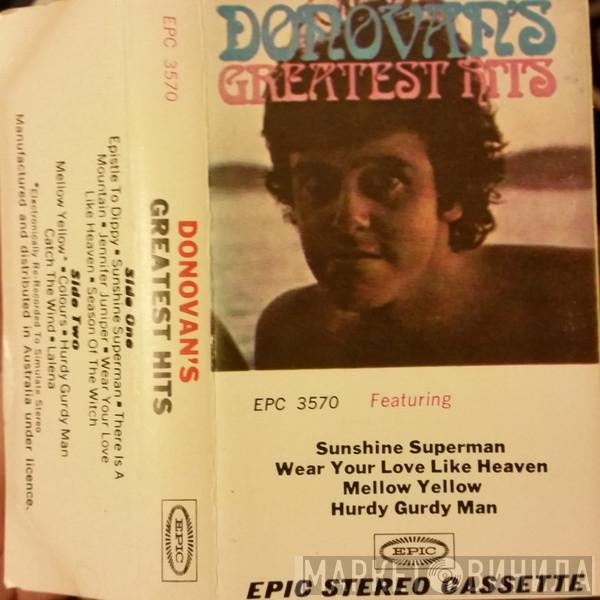 DONOVAN'S
GREATEST HITS
EPC 3570 Featuring
Sunshine Superman
Wear Your Love Like Heaven
Mellow Yellow
Hurdy Gurdy Man
EPIC
EPIC STEREO CASSETTE
DONOVAN'S
GREATEST HITS
EPIC
EPC 3570
Side One
Epistle To Dippy • Sunshine Superman • There Is A
Mountain • Jennifer Juniper • Wear Your Love
Like Heaven • Season Of The Witch
Side Two
Mellow Yellow* • Colours • Hurdy Gurdy Man
Catch The Wind • Lalena
*Electronically Re-Recorded To Simulate Stereo
Manufactured and distributed in Australia under licence.
МАРКЕТ ВИНИЛА